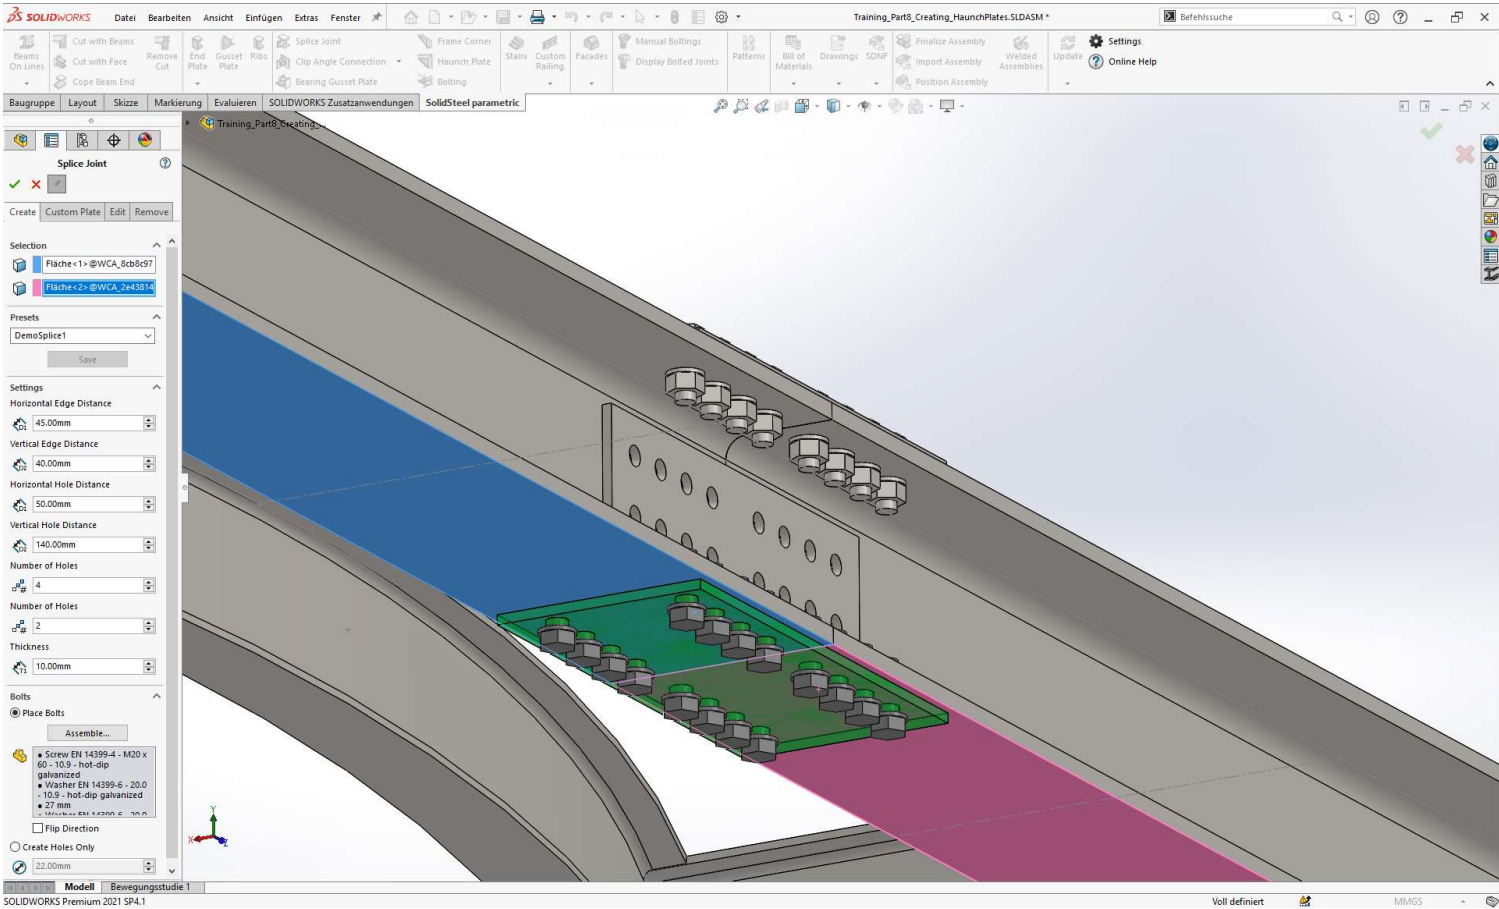 SOLIDWORKS
Datei Bearbeiten Ansicht Einfügen Extras Fenster
Training_Part8_Creating_HaunchPlates.SLDASM *
Befehlssuche
Beams On Lines
Cut with Beams
Cut with Face
Cope Beam End
Remove Cut
End Plate
Gusset Plate
Ribs
Splice Joint
Clip Angle Connection
Bearing Gusset Plate
Frame Corner
Haunch Plate
Bolting
Stairs
Custom Railing
Facades
Manual Boltings
Display Bolted Joints
Patterns
Bill of Materials
Drawings
SDNF
Finalize Assembly
Import Assembly
Position Assembly
Welded Assemblies
Update
Settings
Online Help
Baugruppe Layout Skizze Markierung Evaluieren SOLIDWORKS Zusatzanwendungen SolidSteel parametric
Training_Part8_Creating_...
Splice Joint
Create Custom Plate Edit Remove
Selection
Fläche<1>@WCA_8cb8c97
Fläche<2>@WCA_2e43814
Presets
DemoSplice1
Save
Settings
Horizontal Edge Distance
45.00mm
Vertical Edge Distance
40.00mm
Horizontal Hole Distance
50.00mm
Vertical Hole Distance
140.00mm
Number of Holes
4
Number of Holes
2
Thickness
10.00mm
Bolts
Place Bolts
Assemble...
● Screw EN 14399-4 - M20 x
60 - 10.9 - hot-dip
galvanized
● Washer EN 14399-6 - 20.0
- 10.9 - hot-dip galvanized
● 27 mm
Flip Direction
Create Holes Only
22.00mm
Y
X
Z
Modell Bewegungsstudie 1
SOLIDWORKS Premium 2021 SP4.1
Voll definiert
MMGS